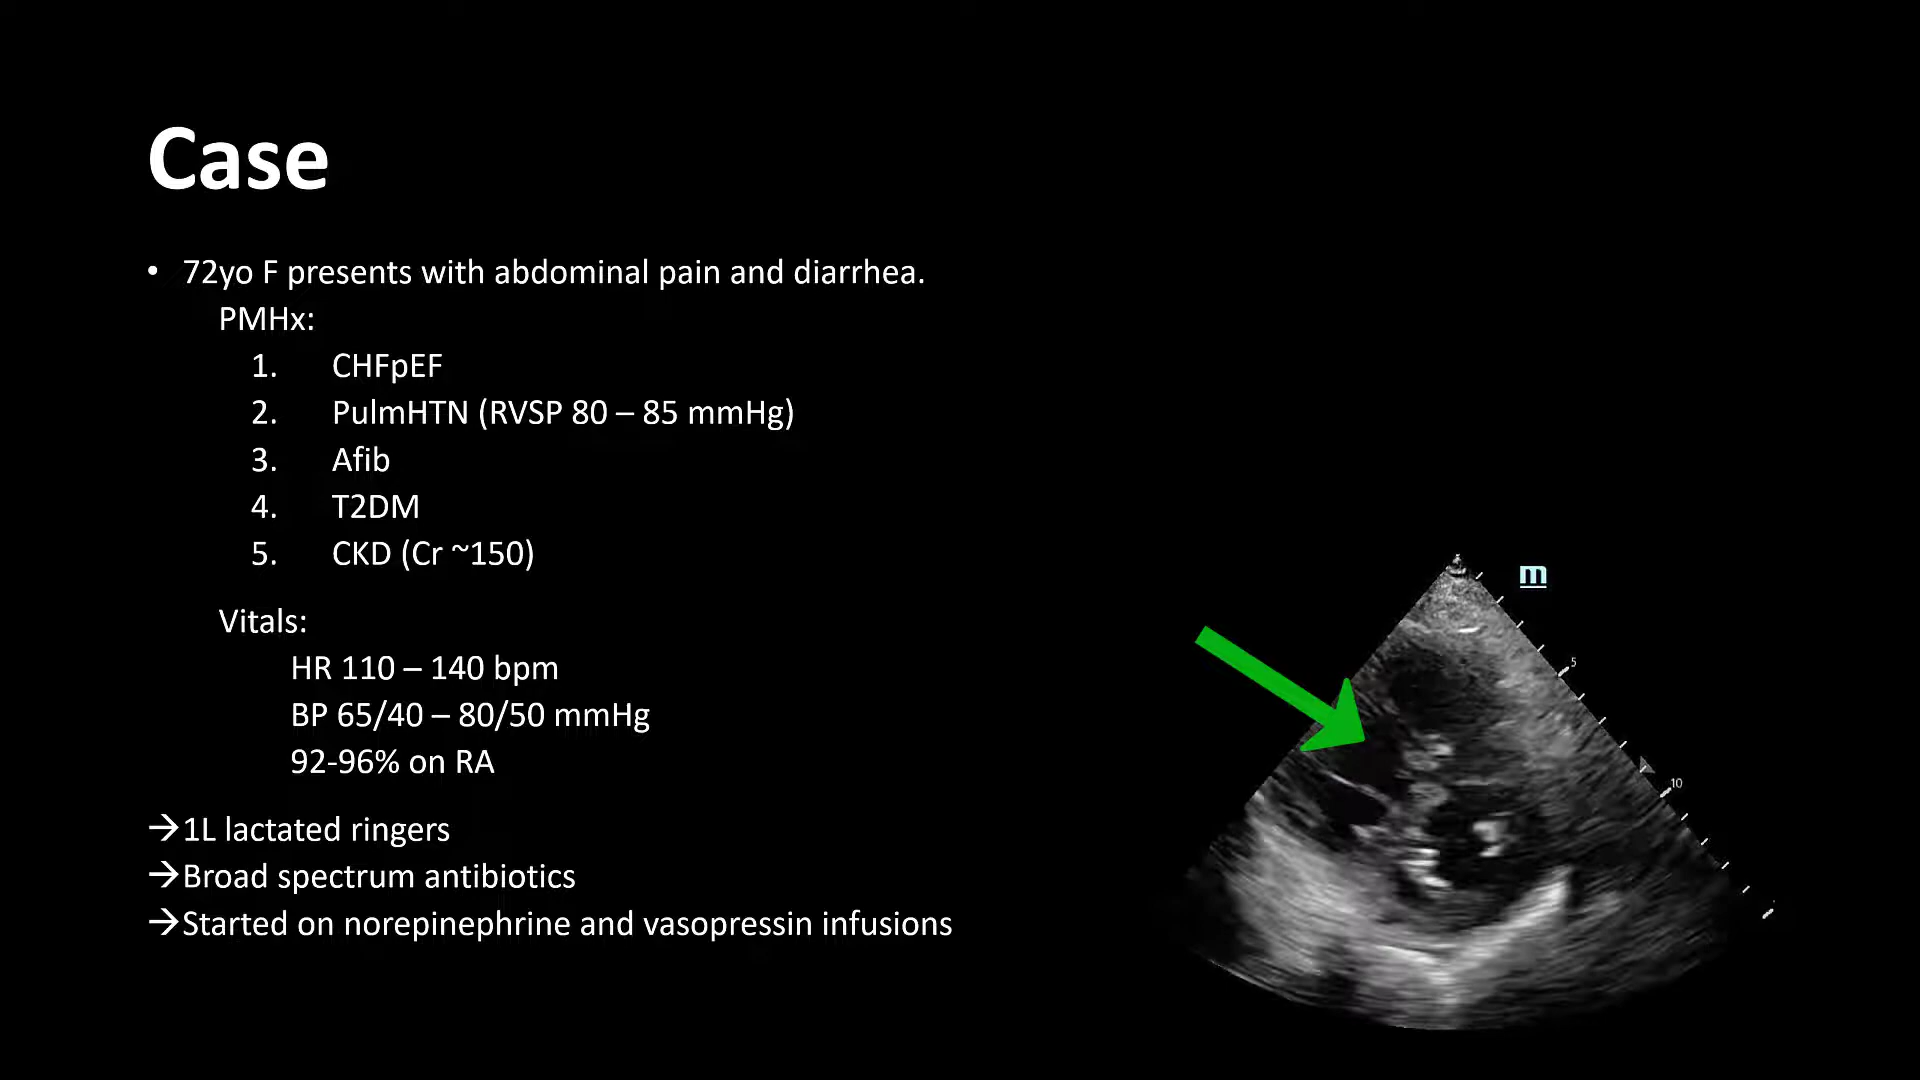 Case
• 72yo F presents with abdominal pain and diarrhea.
PMHx:
1. CHFpEF
2. PulmHTN (RVSP 80 – 85 mmHg)
3. Afib
4. T2DM
5. CKD (Cr ~150)
Vitals:
HR 110 – 140 bpm
BP 65/40 – 80/50 mmHg
92-96% on RA
→1L lactated ringers
→Broad spectrum antibiotics
→Started on norepinephrine and vasopressin infusions
m
5
10